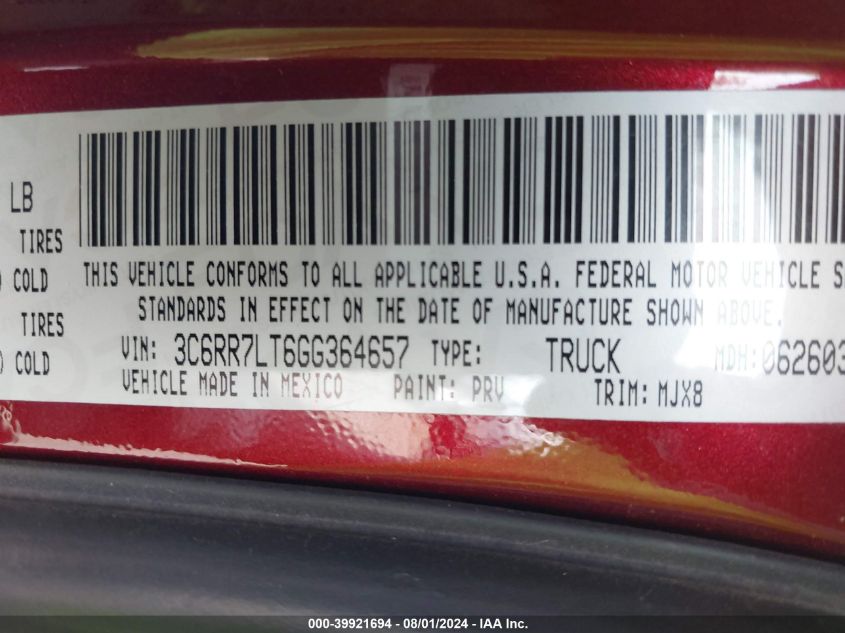 LB
TIRES
) COLD
THIS VEHICLE CONFORMS TO ALL APPLICABLE U.S.A. FEDERAL MOTOR VEHICLE S
STANDARDS IN EFFECT ON THE DATE OF MANUFACTURE SHOWN ABOVE.
TIRES
) COLD
VIN: 3C6RR7LT6GG364657 TYPE: TRUCK MDH: 062603
VEHICLE MADE IN MEXICO PAINT: PRV TRIM: MJX8
000-39921694 - 08/01/2024 - IAA Inc.